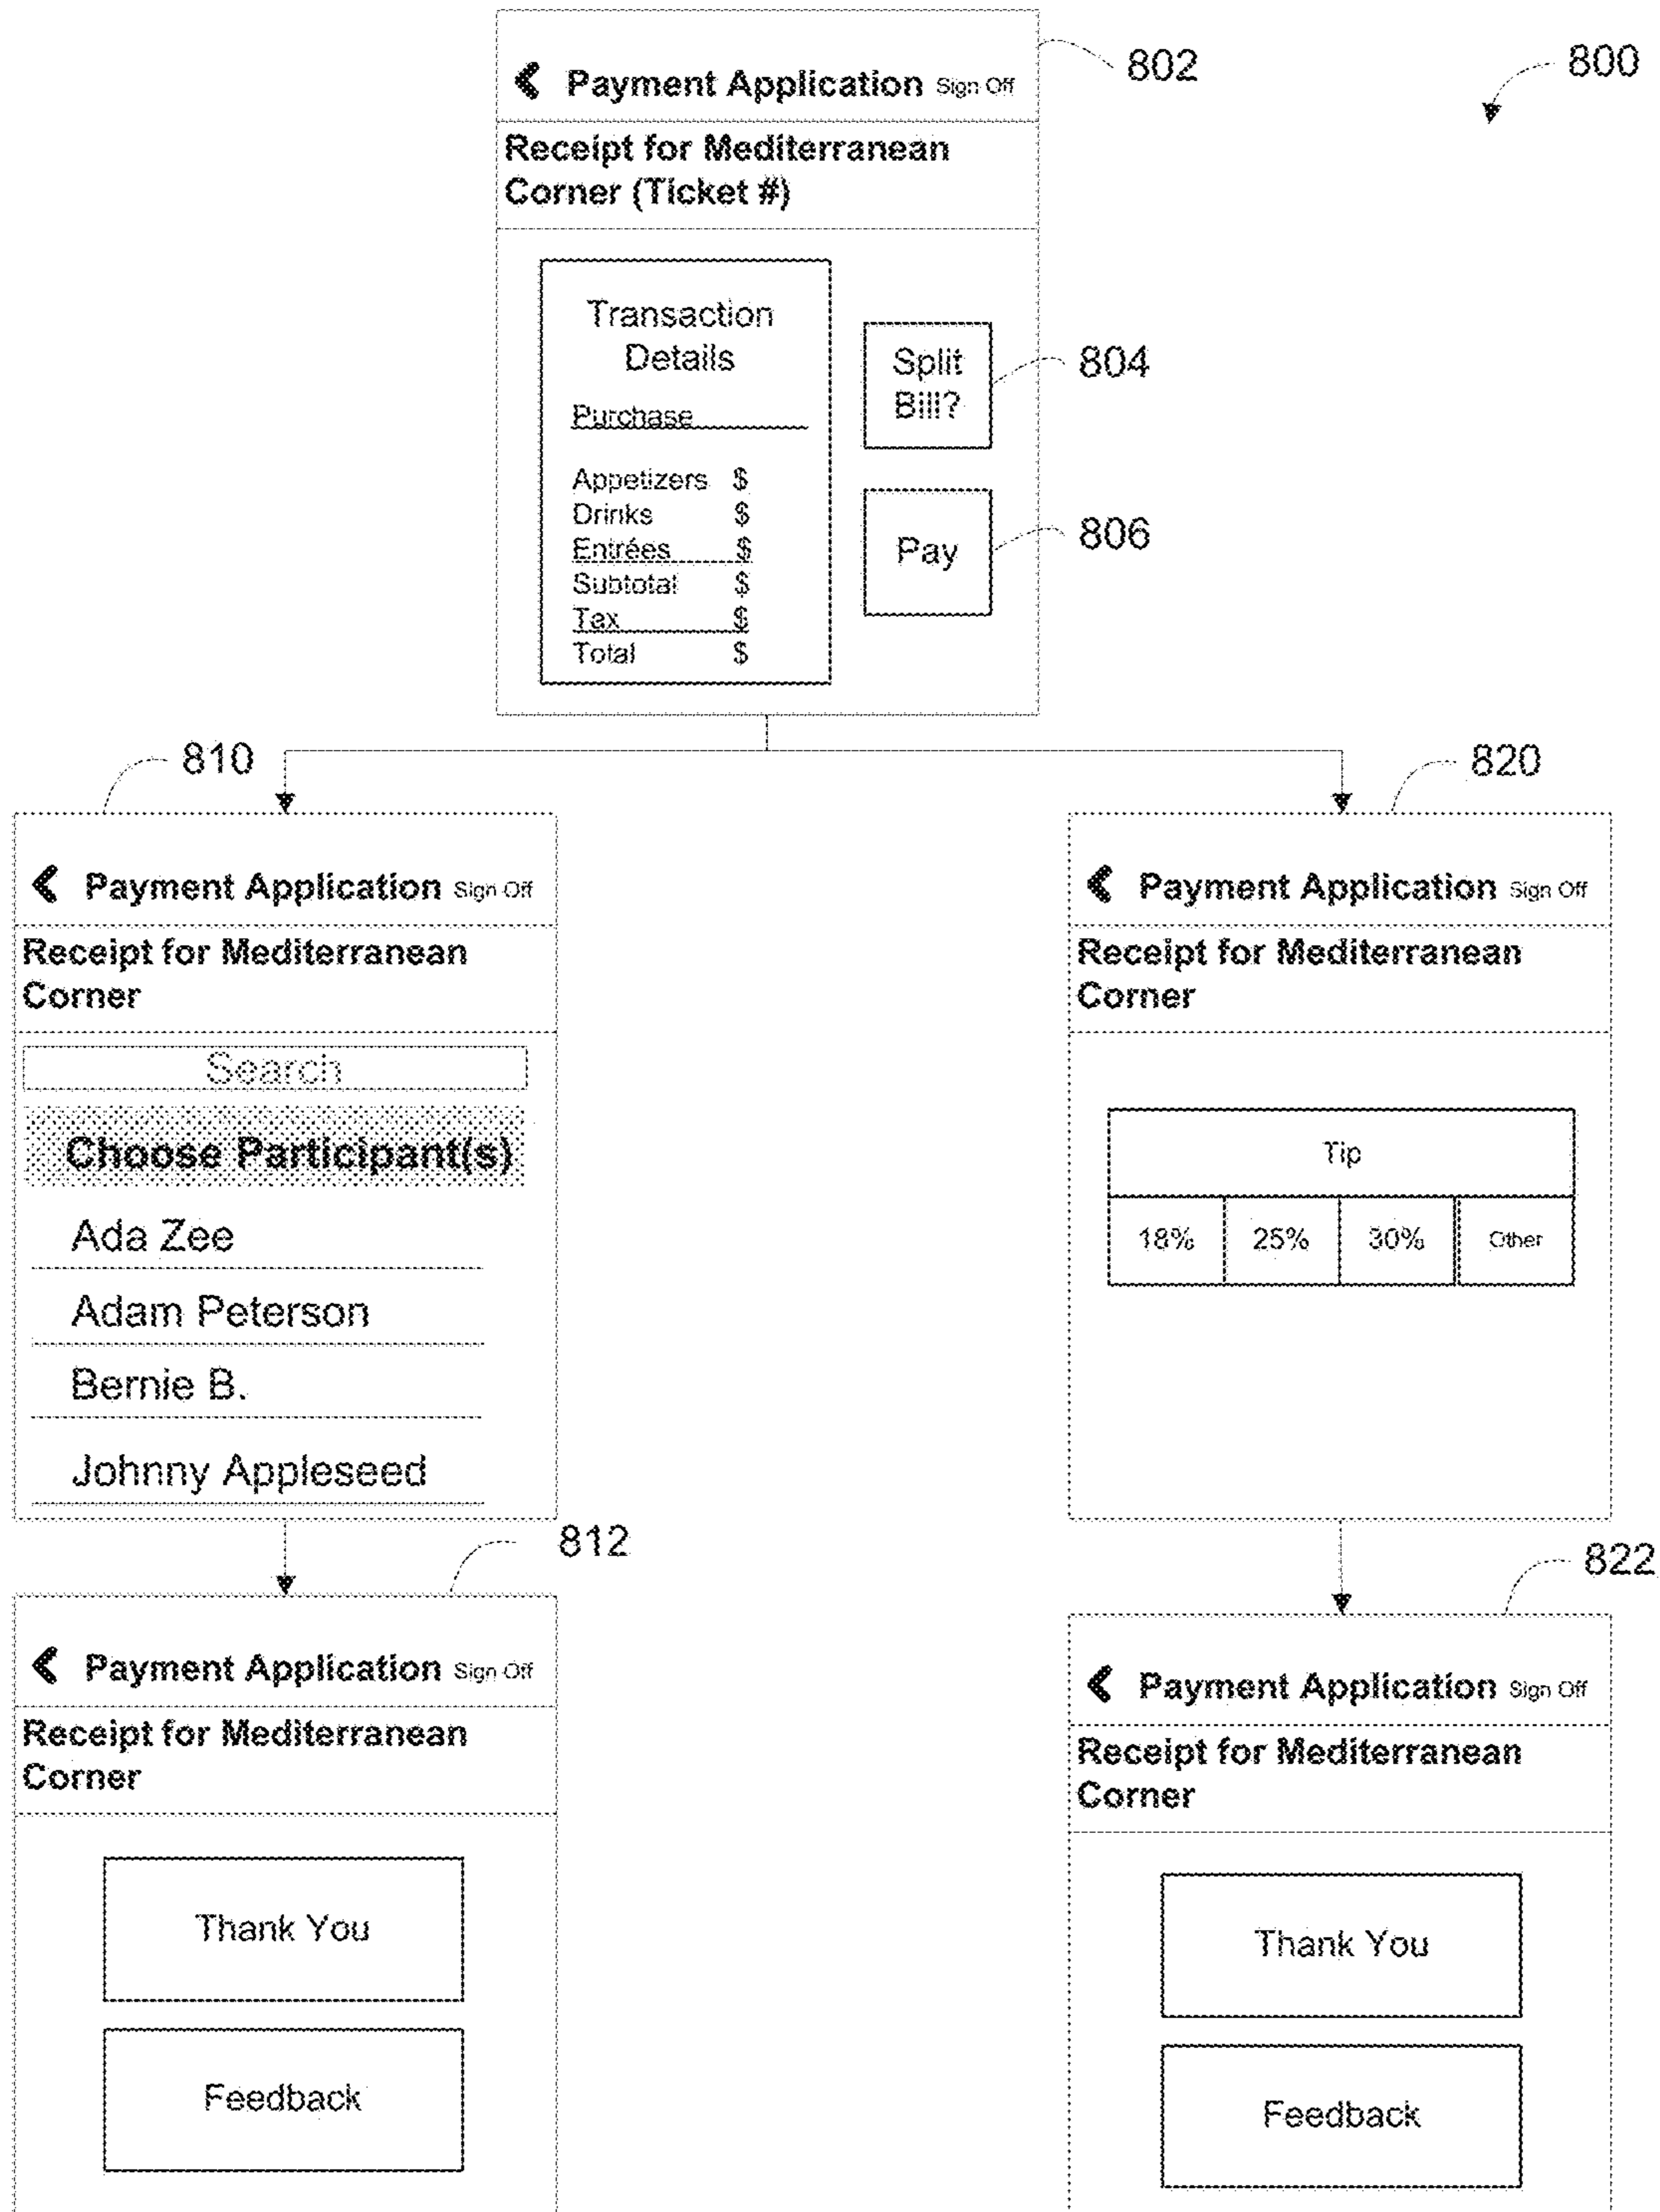 Payment Application Sign Off
802
800
Receipt for Mediterranean
Corner (Ticket #)
Transaction
Details
Purchase
Appetizers $
Drinks $
Entrées $
Subtotal $
Tax $
Total $
Split
Bill?
804
Pay
806
810
Payment Application Sign Off
Receipt for Mediterranean
Corner
Search
Choose Participant(s)
Ada Zee
Adam Peterson
Bernie B.
Johnny Appleseed
820
Payment Application Sign Off
Receipt for Mediterranean
Corner
Tip
18% 25% 30% Other
812
Payment Application Sign Off
Receipt for Mediterranean
Corner
Thank You
Feedback
822
Payment Application Sign Off
Receipt for Mediterranean
Corner
Thank You
Feedback